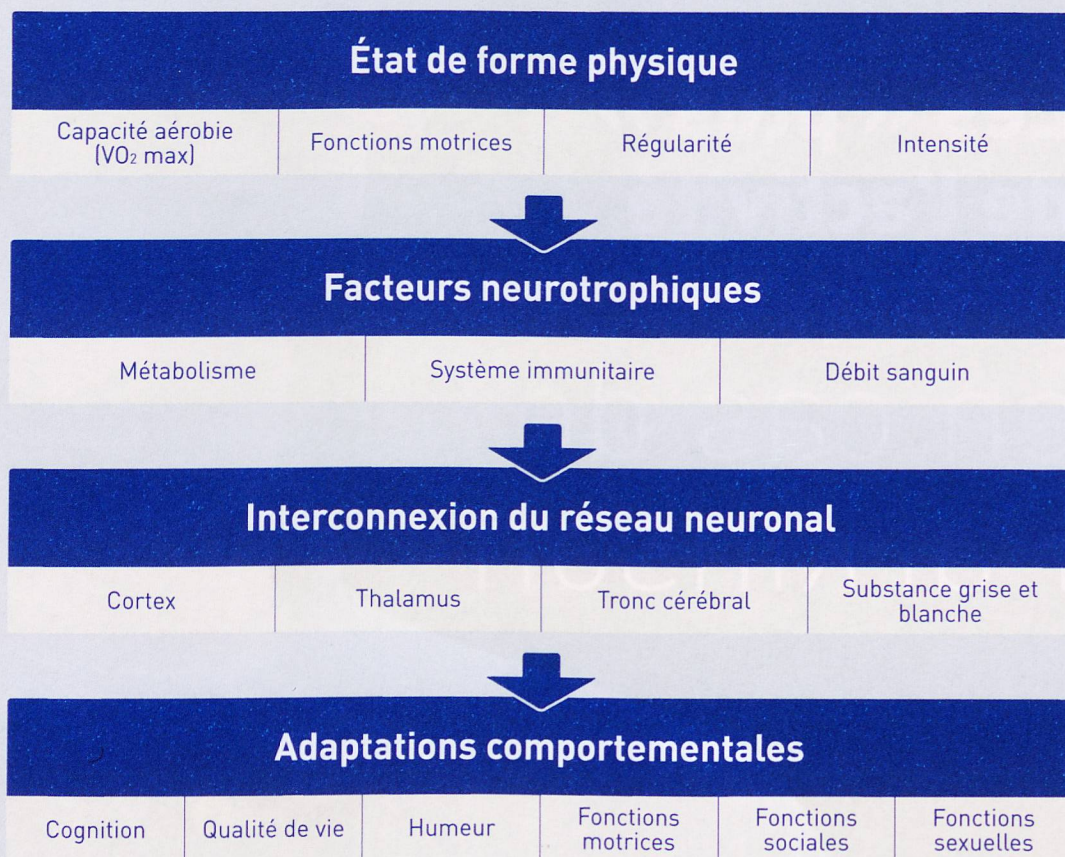 État de forme physique
Capacité aérobie
(VO₂ max)
Fonctions motrices
Régularité
Intensité
Facteurs neurotrophiques
Métabolisme
Système immunitaire
Débit sanguin
Interconnexion du réseau neuronal
Cortex
Thalamus
Tronc cérébral
Substance grise et
blanche
Adaptations comportementales
Cognition
Qualité de vie
Humeur
Fonctions
motrices
Fonctions
sociales
Fonctions
sexuelles